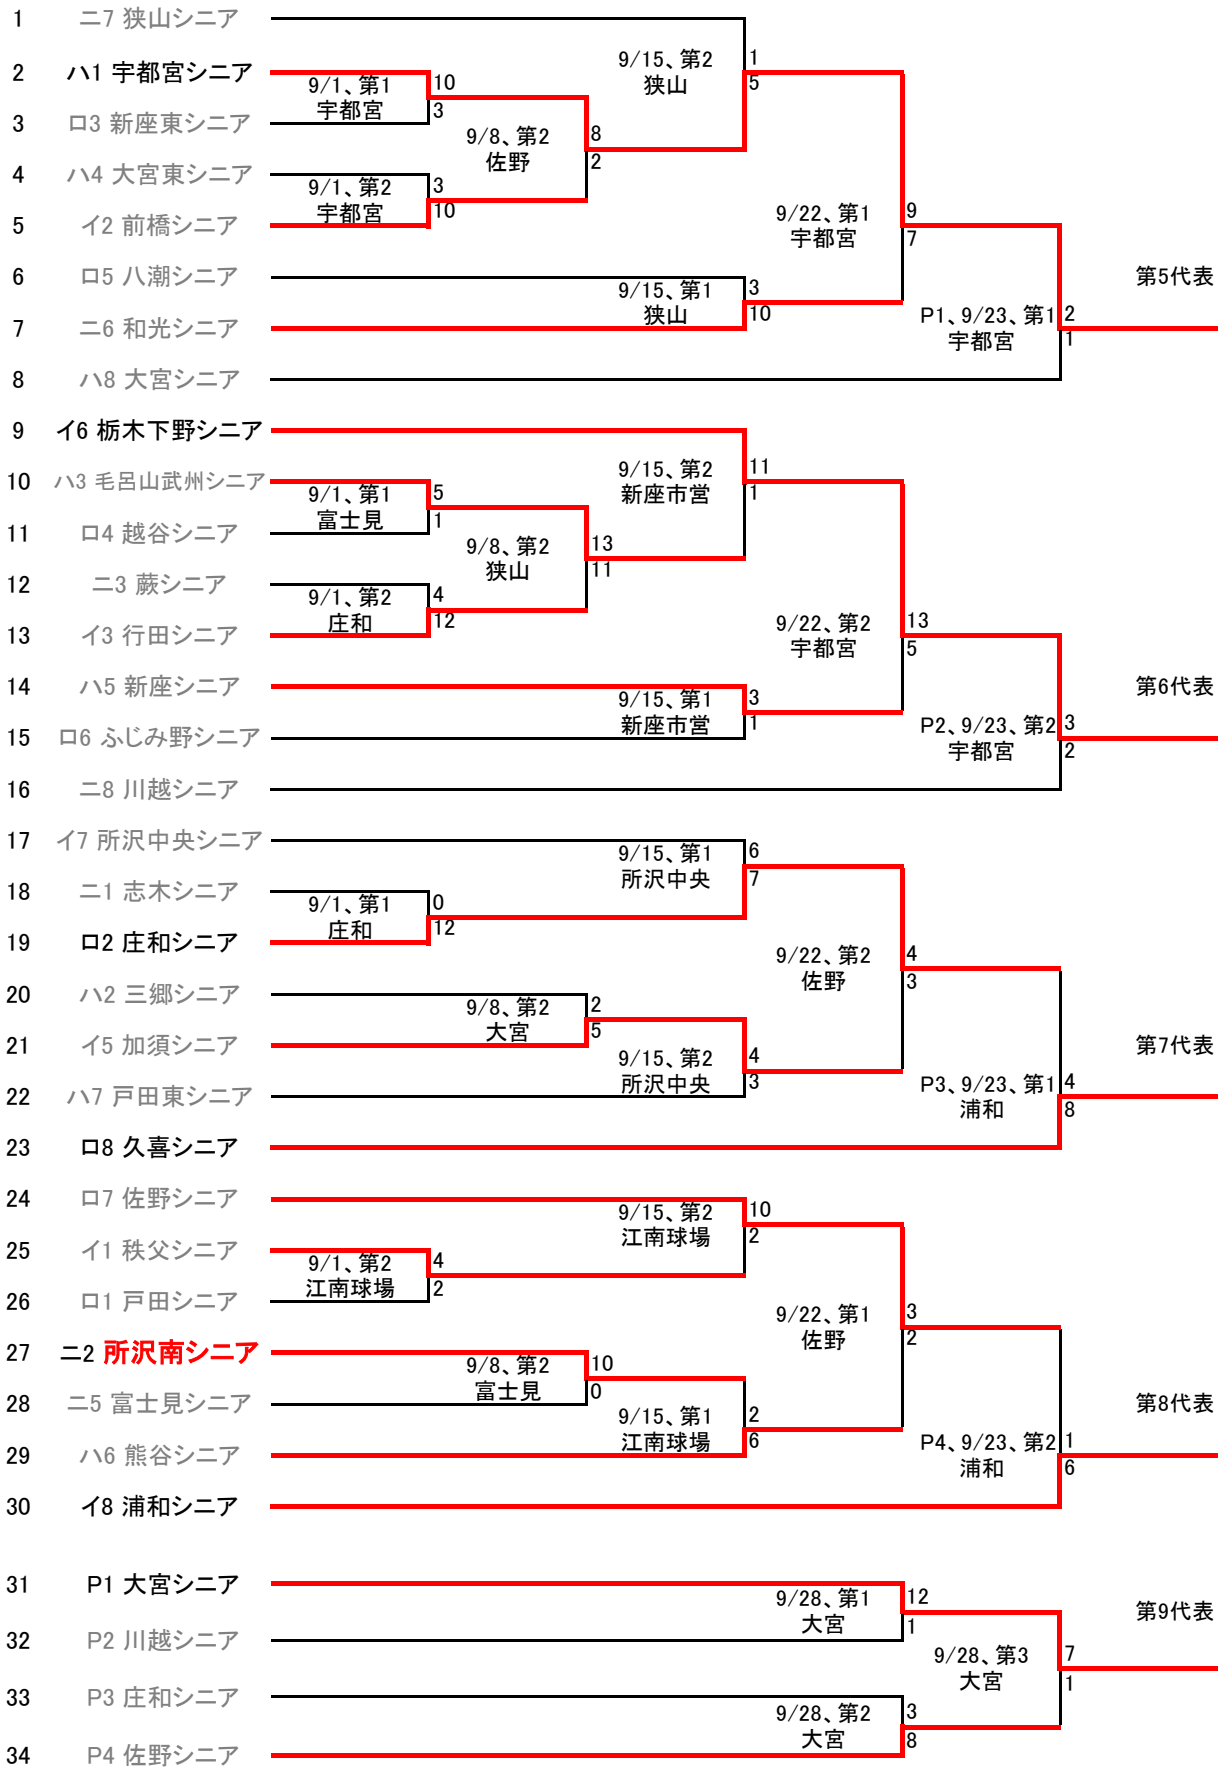 1 ニ7 狭山シニア
9/15、第2 1
2 ハ1 宇都宮シニア
狭山 5
9/1、第1 10
宇都宮 3
3 ロ3 新座東シニア
9/8、第2 8
佐野 2
4 ハ4 大宮東シニア
9/1、第2 3
宇都宮 10
5 イ2 前橋シニア
9/22、第1 9
宇都宮 7
6 ロ5 八潮シニア
第5代表
9/15、第1 3
狭山 10
7 ニ6 和光シニア
P1、9/23、第1 2
宇都宮 1
8 ハ8 大宮シニア
9 イ6 栃木下野シニア
9/15、第2 11
新座市営 1
10 ハ3 毛呂山武州シニア
9/1、第1 5
富士見 1
11 ロ4 越谷シニア
9/8、第2 13
狭山 11
12 ニ3 蕨シニア
9/1、第2 4
庄和 12
13 イ3 行田シニア
9/22、第2 13
宇都宮 5
14 ハ5 新座シニア
第6代表
9/15、第1 3
新座市営 1
15 ロ6 ふじみ野シニア
P2、9/23、第2 3
宇都宮 2
16 ニ8 川越シニア
17 イ7 所沢中央シニア
9/15、第1 6
所沢中央 7
18 ニ1 志木シニア
9/1、第1 0
庄和 12
19 ロ2 庄和シニア
9/22、第2 4
佐野 3
20 ハ2 三郷シニア
9/8、第2 2
大宮 5
21 イ5 加須シニア
第7代表
9/15、第2 4
所沢中央 3
22 ハ7 戸田東シニア
P3、9/23、第1 4
浦和 8
23 ロ8 久喜シニア
24 ロ7 佐野シニア
9/15、第2 10
江南球場 2
25 イ1 秩父シニア
9/1、第2 4
江南球場 2
26 ロ1 戸田シニア
9/22、第1 3
佐野 2
27 ニ2 所沢南シニア
9/8、第2 10
富士見 0
28 ニ5 富士見シニア
第8代表
9/15、第1 2
江南球場 6
29 ハ6 熊谷シニア
P4、9/23、第2 1
浦和 6
30 イ8 浦和シニア
31 P1 大宮シニア
9/28、第1 12
大宮 1
第9代表
32 P2 川越シニア
9/28、第3 7
大宮 1
33 P3 庄和シニア
9/28、第2 3
大宮 8
34 P4 佐野シニア